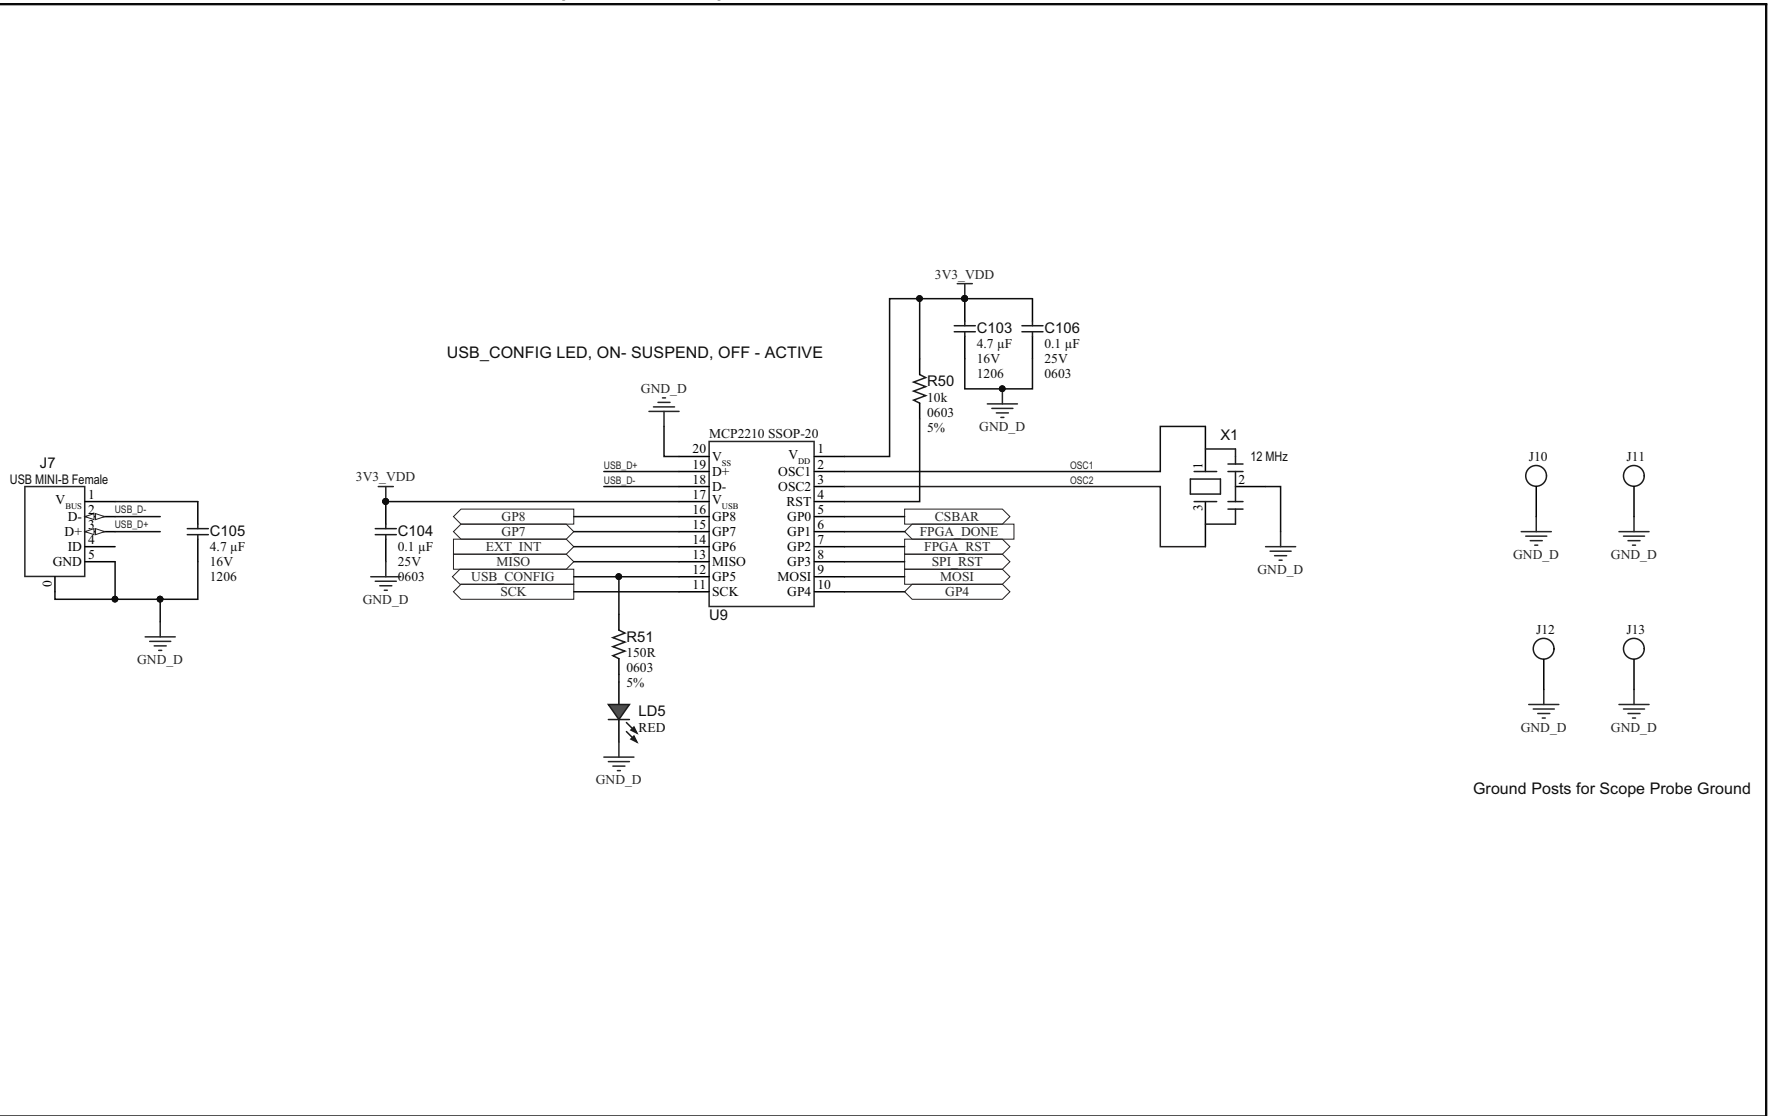 3V3_VDD
C103
4.7 µF
16V
1206
C106
0.1 µF
25V
0603
R50
10k
0603
5%
GND_D
USB_CONFIG LED, ON- SUSPEND, OFF - ACTIVE
GND_D
J7
USB MINI-B Female
VBUS 1
D- 2 USB_D-
D+ 3 USB_D+
ID 4
GND 5
0
C105
4.7 µF
16V
1206
GND_D
3V3_VDD
C104
0.1 µF
25V
0603
GND_D
MCP2210 SSOP-20
20 VSS
USB_D+ 19 D+
USB_D- 18 D-
17 VUSB
GP8 16 GP8
GP7 15 GP7
EXT_INT 14 GP6
MISO 13 MISO
USB_CONFIG 12 GP5
SCK 11 SCK
VDD 1
OSC1 2 OSC1
OSC2 3 OSC2
RST 4
GP0 5 CSBAR
GP1 6 FPGA_DONE
GP2 7 FPGA_RST
GP3 8 SPI_RST
MOSI 9 MOSI
GP4 10 GP4
U9
R51
150R
0603
5%
LD5
RED
GND_D
X1
12 MHz
1
2
3
GND_D
J10
GND_D
J11
GND_D
J12
GND_D
J13
GND_D
Ground Posts for Scope Probe Ground